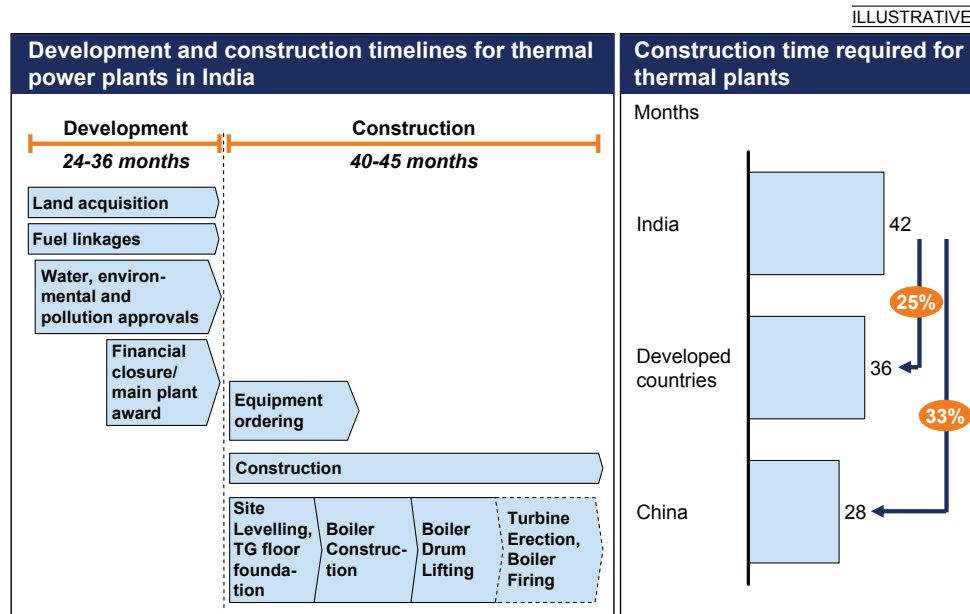 ILLUSTRATIVE
Development and construction timelines for thermal
power plants in India
Development
24-36 months
Construction
40-45 months
Land acquisition
Fuel linkages
Water, environ-
mental and
pollution approvals
Financial
closure/
main plant
award
Equipment
ordering
Construction
Site
Levelling,
TG floor
founda-
tion
Boiler
Construc-
tion
Boiler
Drum
Lifting
Turbine
Erection,
Boiler
Firing
Construction time required for
thermal plants
Months
India
42
25%
Developed
countries
36
33%
China
28